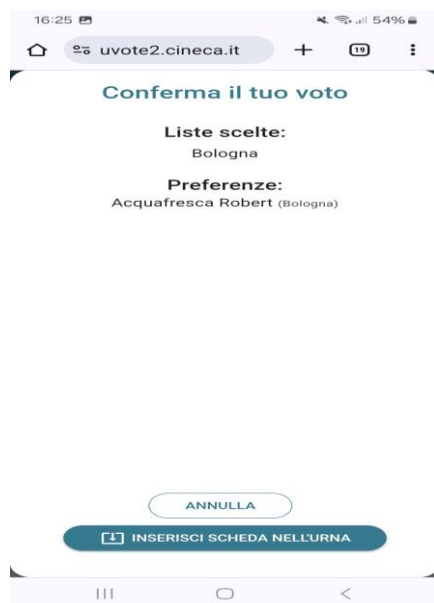 16:25 54%
uvote2.cineca.it 19
Conferma il tuo voto
Liste scelte:
Bologna
Preferenze:
Acquafresca Robert (Bologna)
ANNULLA
INSERISCI SCHEDA NELL'URNA